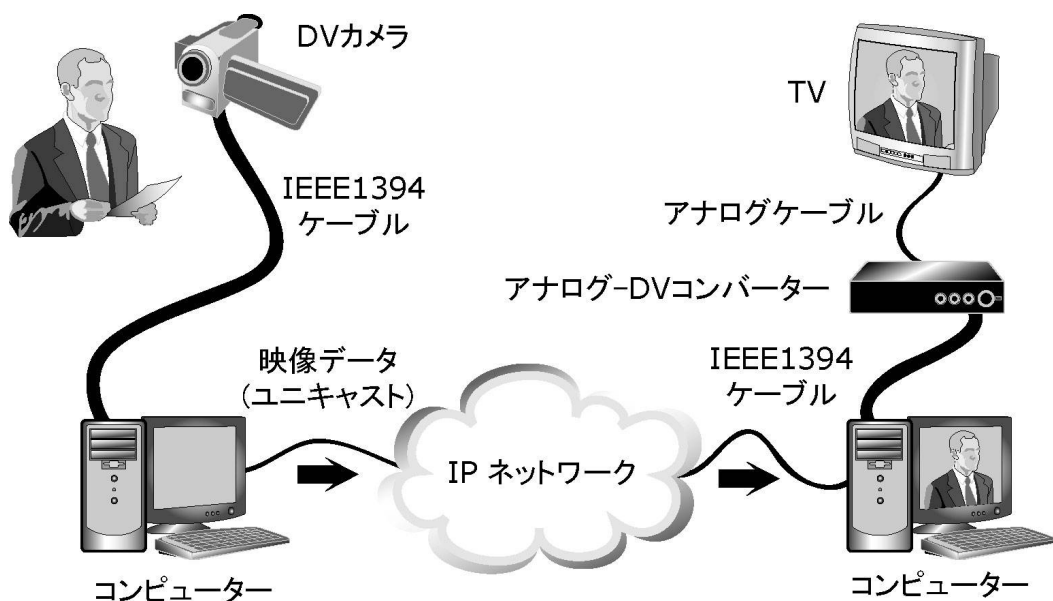 DVカメラ
TV
IEEE1394
ケーブル
アナログケーブル
アナログ-DVコンバーター
映像データ
(ユニキャスト)
IEEE1394
ケーブル
IP ネットワーク
コンピューター
コンピューター